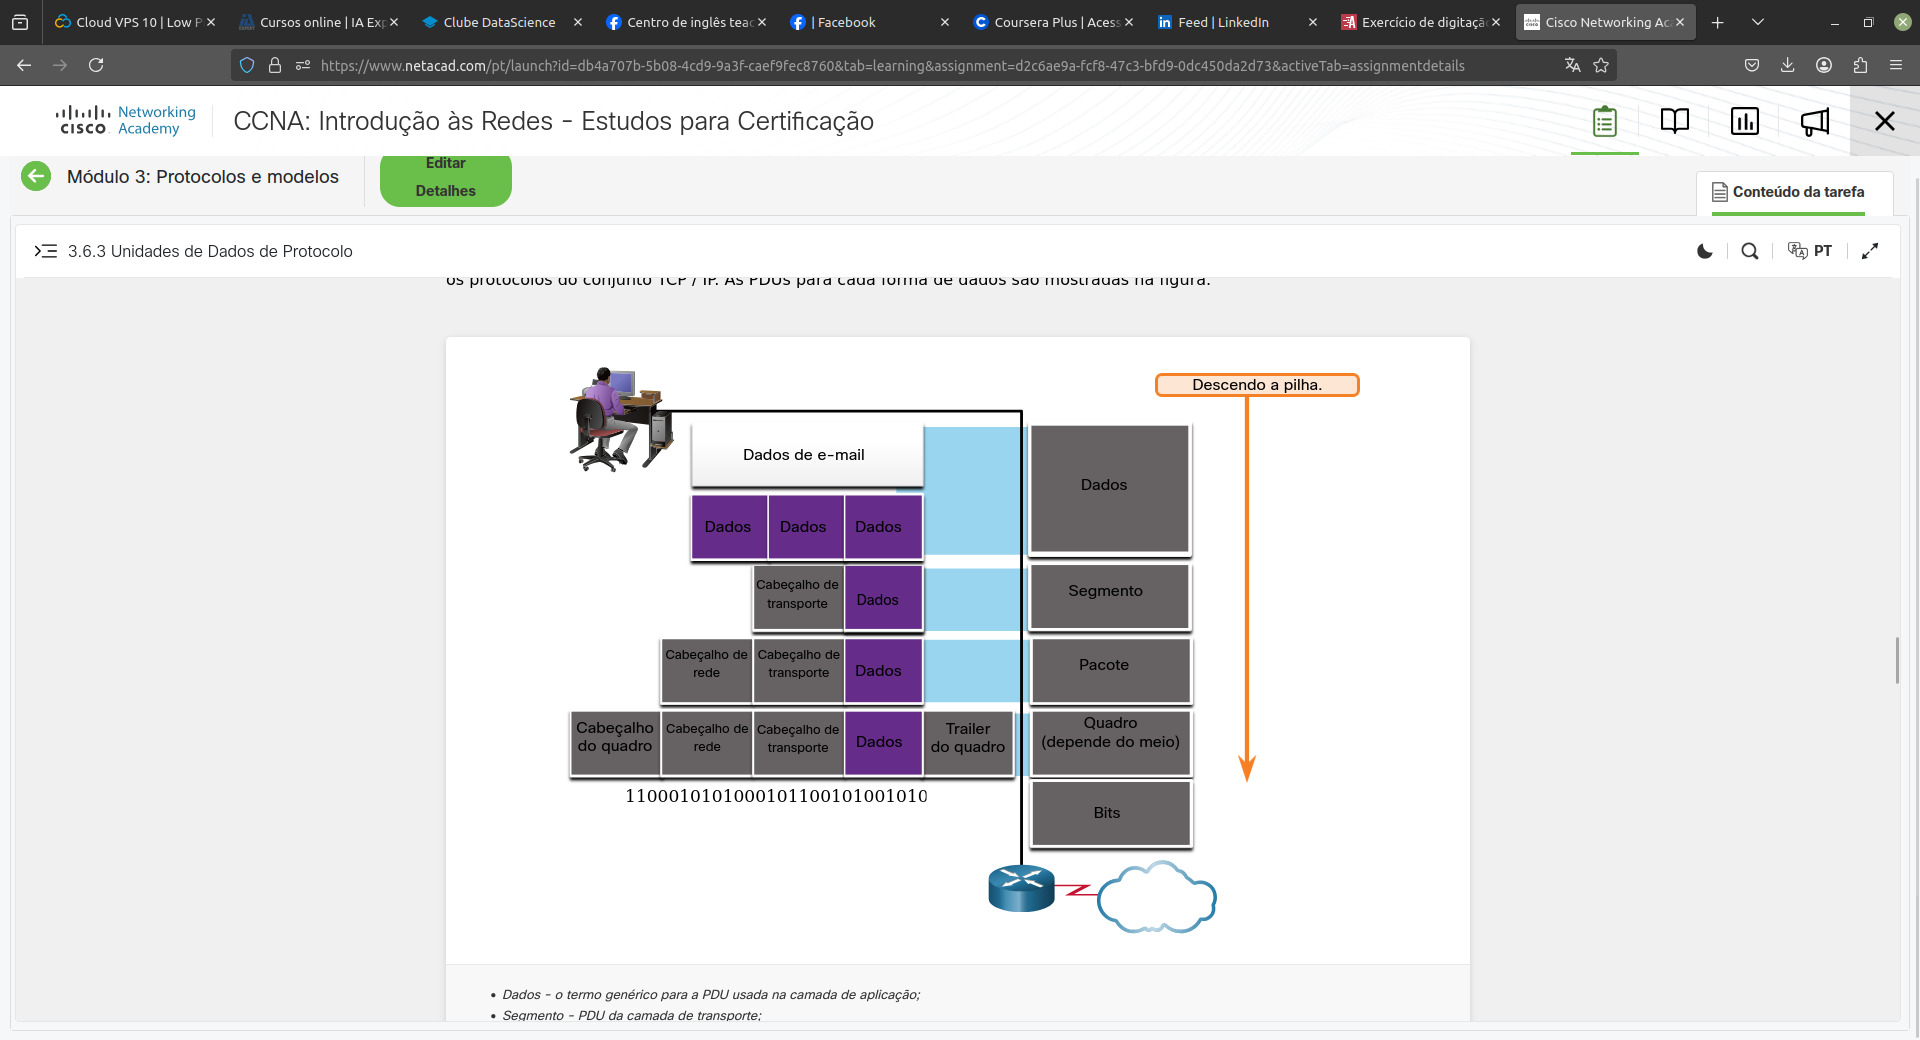 Cloud VPS 10 | Low P
Cursos online | IA Exp
Clube DataScience
Centro de inglês teac
| Facebook
Coursera Plus | Acess
Feed | LinkedIn
Exercício de digitação
Cisco Networking Ac
https://www.netacad.com/pt/launch?id=db4a707b-5b08-4cd9-9a3f-caef9fec8760&tab=learning&assignment=d2c6ae9a-fcf8-47c3-bfd9-0dc450da2d73&activeTab=assignmentdetails
cisco
Networking
Academy
CCNA: Introdução às Redes - Estudos para Certificação
Módulo 3: Protocolos e modelos
Editar
Detalhes
Conteúdo da tarefa
3.6.3 Unidades de Dados de Protocolo
PT
os protocolos do conjunto TCP / IP. As PDUs para cada forma de dados são mostradas na figura.
Descendo a pilha.
Dados de e-mail
Dados
Dados
Dados
Dados
Cabeçalho de
transporte
Dados
Segmento
Cabeçalho de
rede
Cabeçalho de
transporte
Dados
Pacote
Cabeçalho
do quadro
Cabeçalho de
rede
Cabeçalho de
transporte
Dados
Trailer
do quadro
Quadro
(depende do meio)
1100010101000101100101001010
Bits
• Dados - o termo genérico para a PDU usada na camada de aplicação;
• Segmento - PDU da camada de transporte;